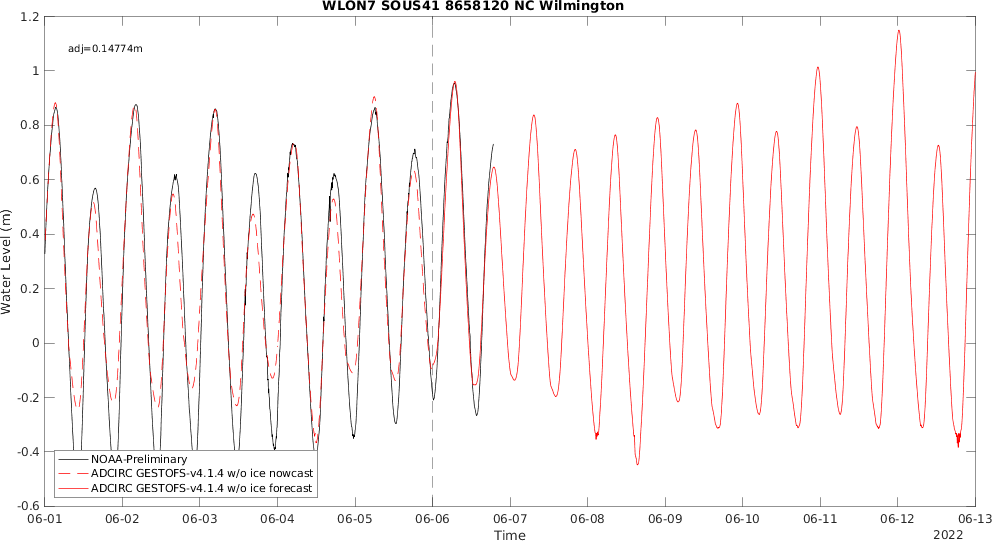 WLON7 SOUS41 8658120 NC Wilmington
1.2
adj=0.14774m
1
0.8
0.6
0.4
0.2
0
-0.2
-0.4
-0.6
Water Level (m)
NOAA-Preliminary
ADCIRC GESTOFS-v4.1.4 w/o ice nowcast
ADCIRC GESTOFS-v4.1.4 w/o ice forecast
06-01 06-02 06-03 06-04 06-05 06-06 06-07 06-08 06-09 06-10 06-11 06-12 06-13
Time
2022